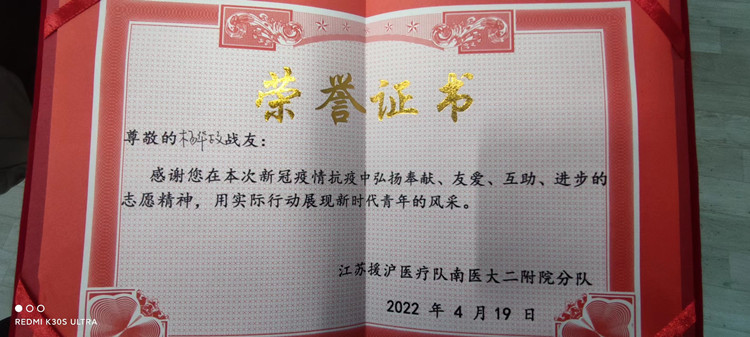 荣誉证书
尊敬的杨华政战友：
感谢您在本次新冠疫情抗疫中弘扬奉献、友爱、互助、进步的
志愿精神，用实际行动展现新时代青年的风采。
江苏援沪医疗队南医大二附院分队
2022 年 4 月 19 日
REDMI K30S ULTRA